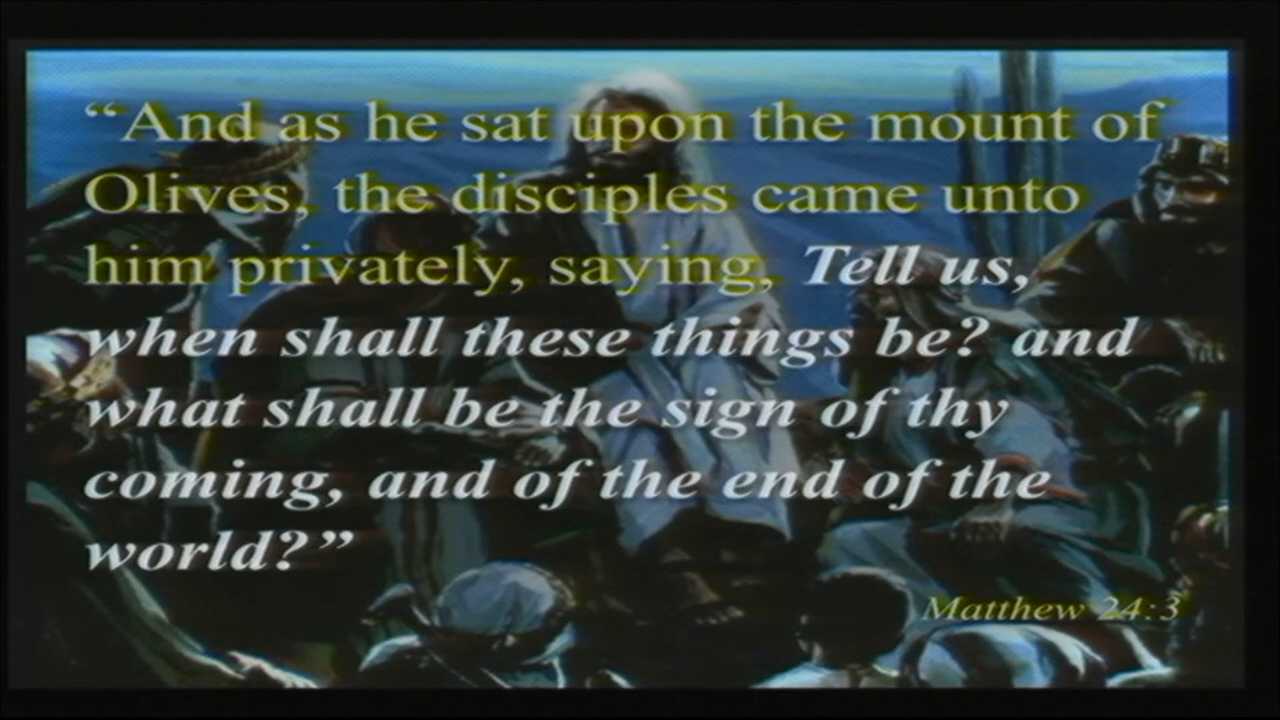 “And as he sat upon the mount of
Olives, the disciples came unto
him privately, saying, Tell us,
when shall these things be? and
what shall be the sign of thy
coming, and of the end of the
world?”
Matthew 24:3